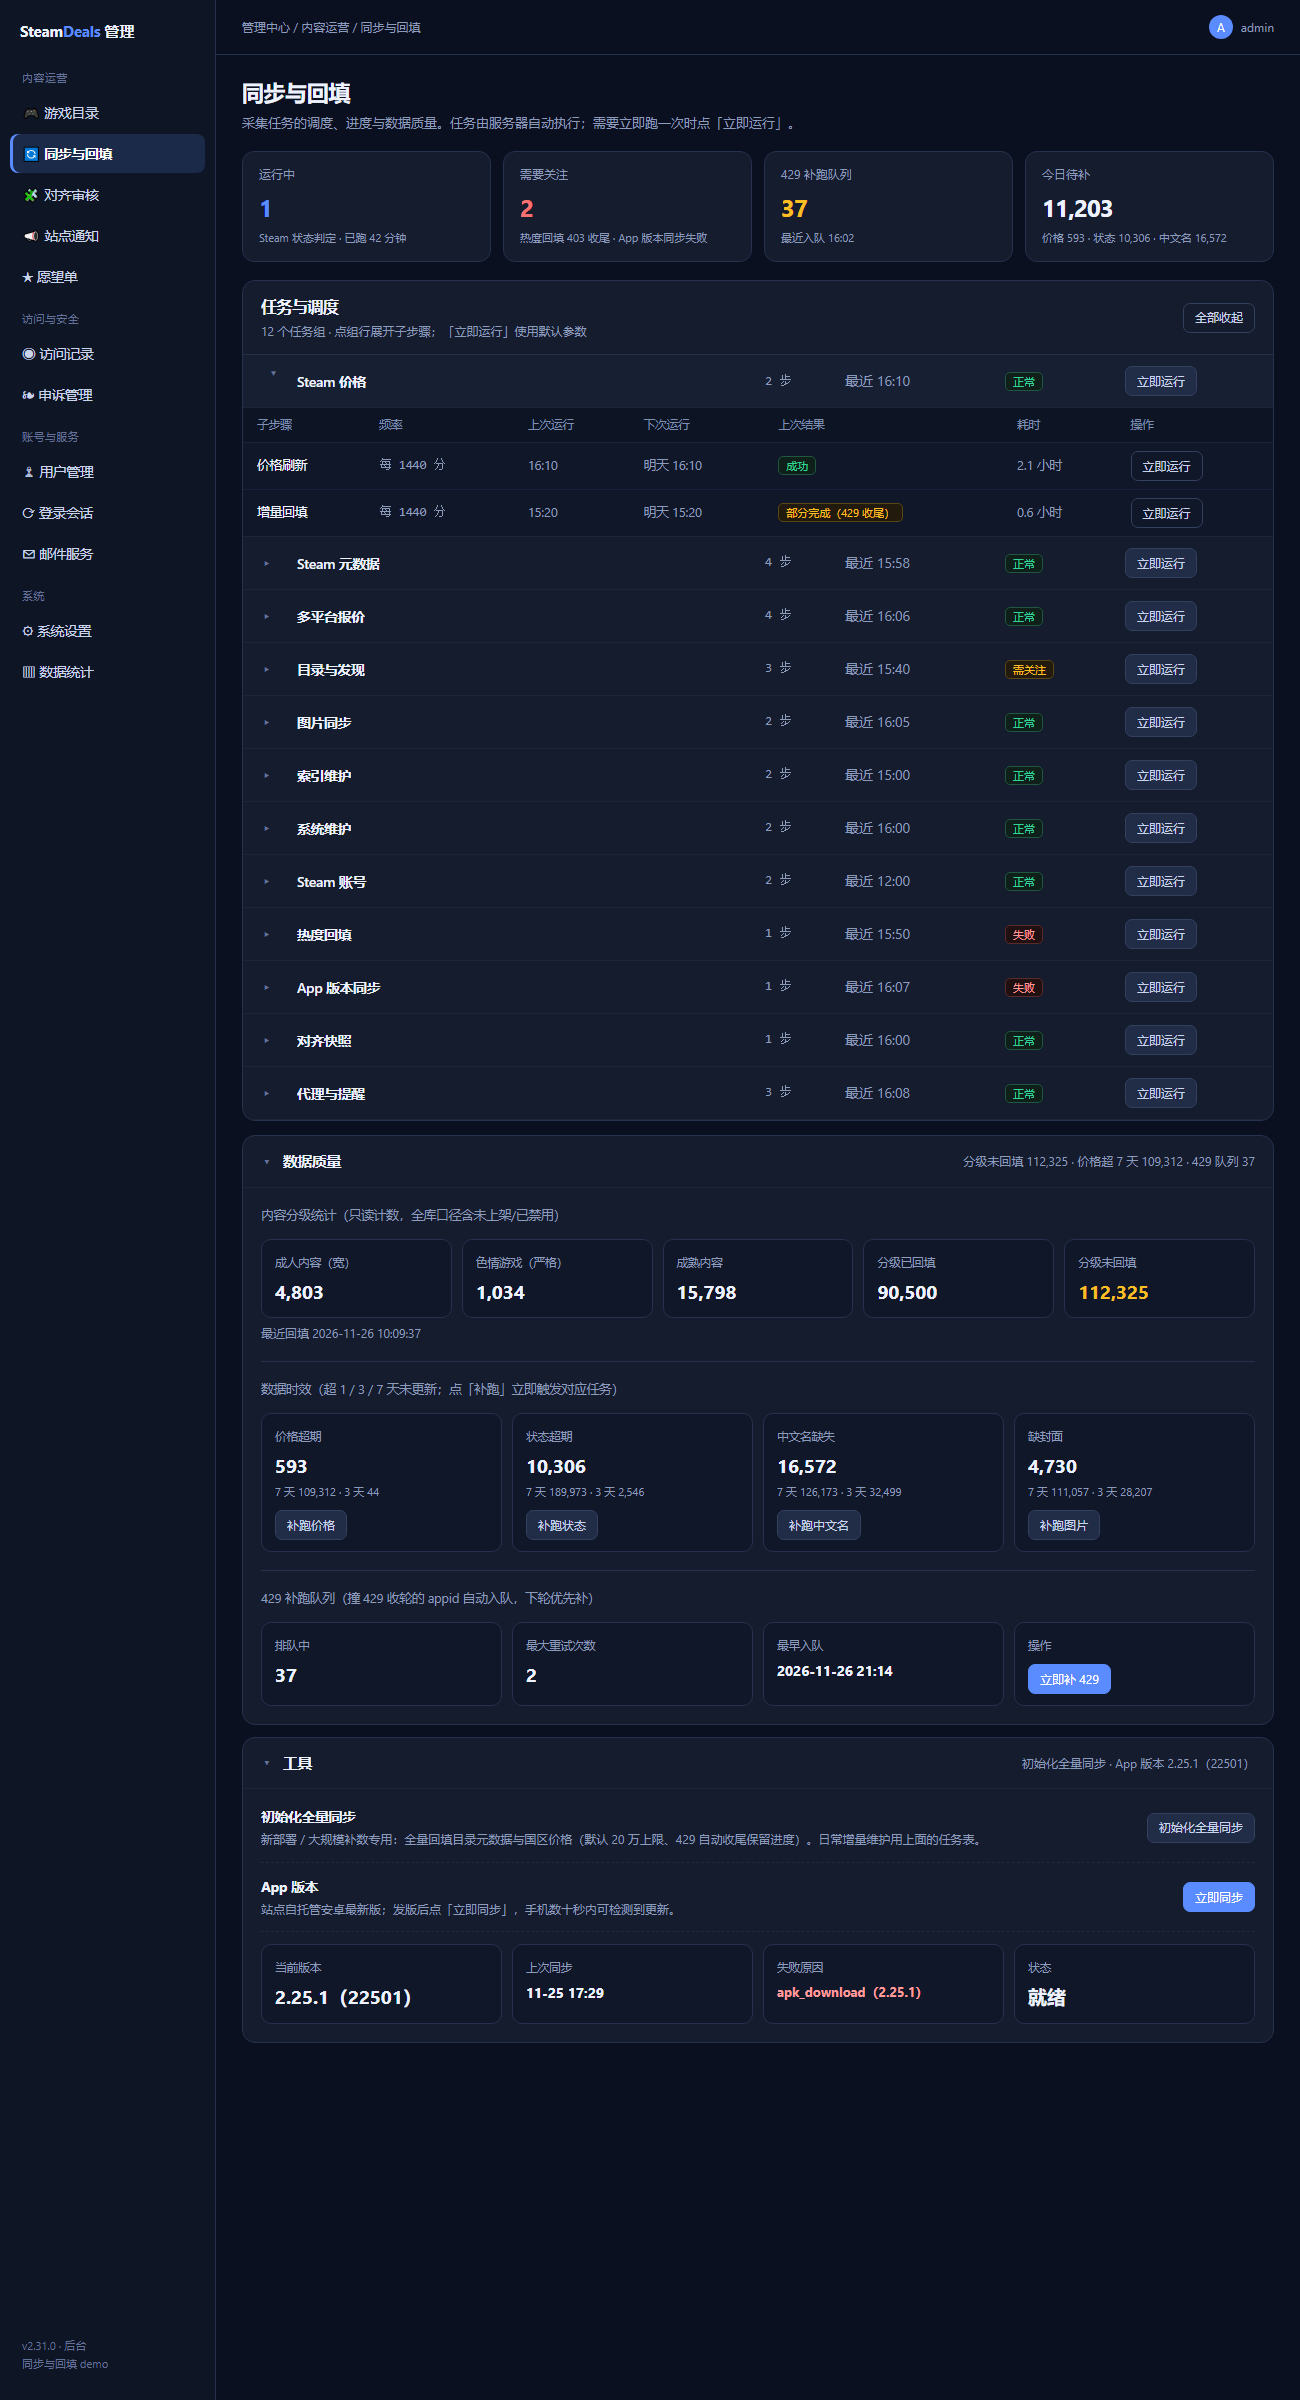 SteamDeals 管理
内容运营
游戏目录
同步与回填
对齐审核
站点通知
★ 愿望单
访问与安全
◉ 访问记录
申诉管理
账号与服务
用户管理
登录会话
邮件服务
系统
系统设置
数据统计
v2.31.0 · 后台
同步与回填 demo
管理中心 / 内容运营 / 同步与回填
A admin
同步与回填
采集任务的调度、进度与数据质量。任务由服务器自动执行；需要立即跑一次时点「立即运行」。
运行中
1
Steam 状态判定 · 已跑 42 分钟
需要关注
2
热度回填 403 收尾 · App 版本同步失败
429 补跑队列
37
最近入队 16:02
今日待补
11,203
价格 593 · 状态 10,306 · 中文名 16,572
任务与调度
12 个任务组 · 点组行展开子步骤；「立即运行」使用默认参数
全部收起
▾ Steam 价格 2 步 最近 16:10 正常 立即运行
子步骤 频率 上次运行 下次运行 上次结果 耗时 操作
价格刷新 每 1440 分 16:10 明天 16:10 成功 2.1 小时 立即运行
增量回填 每 1440 分 15:20 明天 15:20 部分完成（429 收尾） 0.6 小时 立即运行
▸ Steam 元数据 4 步 最近 15:58 正常 立即运行
▸ 多平台报价 4 步 最近 16:06 正常 立即运行
▸ 目录与发现 3 步 最近 15:40 需关注 立即运行
▸ 图片同步 2 步 最近 16:05 正常 立即运行
▸ 索引维护 2 步 最近 15:00 正常 立即运行
▸ 系统维护 2 步 最近 16:00 正常 立即运行
▸ Steam 账号 2 步 最近 12:00 正常 立即运行
▸ 热度回填 1 步 最近 15:50 失败 立即运行
▸ App 版本同步 1 步 最近 16:07 失败 立即运行
▸ 对齐快照 1 步 最近 16:00 正常 立即运行
▸ 代理与提醒 3 步 最近 16:08 正常 立即运行
▾ 数据质量 分级未回填 112,325 · 价格超 7 天 109,312 · 429 队列 37
内容分级统计（只读计数，全库口径含未上架/已禁用）
成人内容（宽）
4,803
色情游戏（严格）
1,034
成熟内容
15,798
分级已回填
90,500
分级未回填
112,325
最近回填 2026-11-26 10:09:37
数据时效（超 1 / 3 / 7 天未更新；点「补跑」立即触发对应任务）
价格超期
593
7 天 109,312 · 3 天 44
补跑价格
状态超期
10,306
7 天 189,973 · 3 天 2,546
补跑状态
中文名缺失
16,572
7 天 126,173 · 3 天 32,499
补跑中文名
缺封面
4,730
7 天 111,057 · 3 天 28,207
补跑图片
429 补跑队列（撞 429 收轮的 appid 自动入队，下轮优先补）
排队中
37
最大重试次数
2
最早入队
2026-11-26 21:14
操作
立即补 429
▾ 工具 初始化全量同步 · App 版本 2.25.1（22501）
初始化全量同步
新部署 / 大规模补数专用：全量回填目录元数据与国区价格（默认 20 万上限、429 自动收尾保留进度）。日常增量维护用上面的任务表。
初始化全量同步
App 版本
站点自托管安卓最新版；发版后点「立即同步」，手机数十秒内可检测到更新。
立即同步
当前版本
2.25.1（22501）
上次同步
11-25 17:29
失败原因
apk_download（2.25.1）
状态
就绪